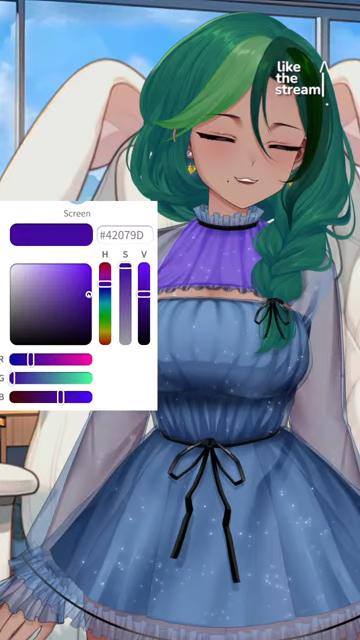 like
the
stream
Screen
#42079D
H S V
R
G
B